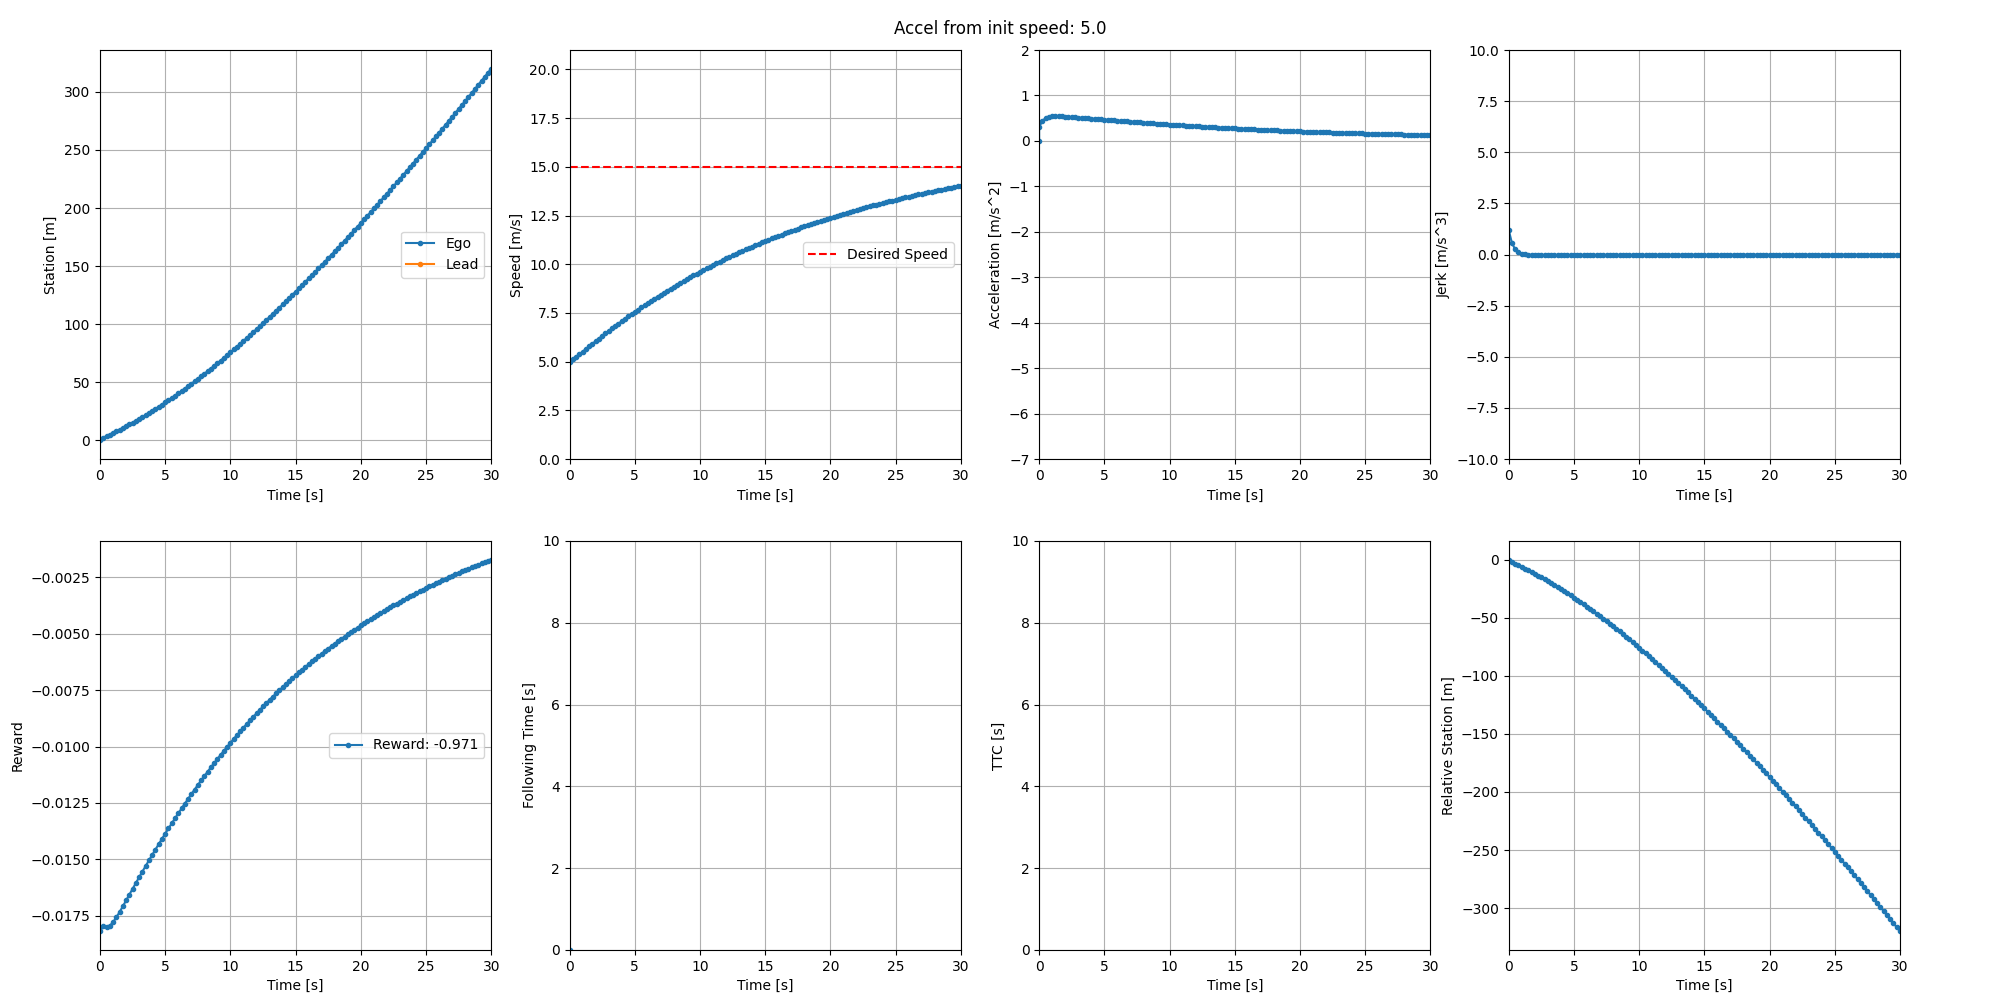 Accel from init speed: 5.0
Station [m]
300
250
200
150
100
50
0
Ego
Lead
0 5 10 15 20 25 30
Time [s]
Speed [m/s]
20.0
17.5
15.0
12.5
10.0
7.5
5.0
2.5
0.0
Desired Speed
0 5 10 15 20 25 30
Time [s]
Acceleration [m/s^2]
2
1
0
−1
−2
−3
−4
−5
−6
−7
0 5 10 15 20 25 30
Time [s]
Jerk [m/s^3]
10.0
7.5
5.0
2.5
0.0
−2.5
−5.0
−7.5
−10.0
0 5 10 15 20 25 30
Time [s]
Reward
−0.0025
−0.0050
−0.0075
−0.0100
−0.0125
−0.0150
−0.0175
Reward: -0.971
0 5 10 15 20 25 30
Time [s]
Following Time [s]
10
8
6
4
2
0
0 5 10 15 20 25 30
Time [s]
TTC [s]
10
8
6
4
2
0
0 5 10 15 20 25 30
Time [s]
Relative Station [m]
0
−50
−100
−150
−200
−250
−300
0 5 10 15 20 25 30
Time [s]